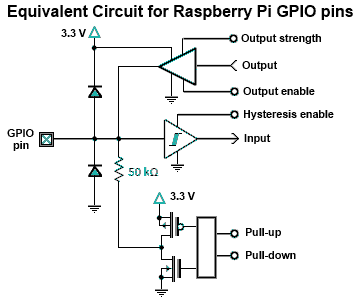 Equivalent Circuit for Raspberry Pi GPIO pins
3.3 V
Output strength
Output
Output enable
Hysteresis enable
GPIO
pin
Input
50 kΩ
3.3 V
Pull-up
Pull-down